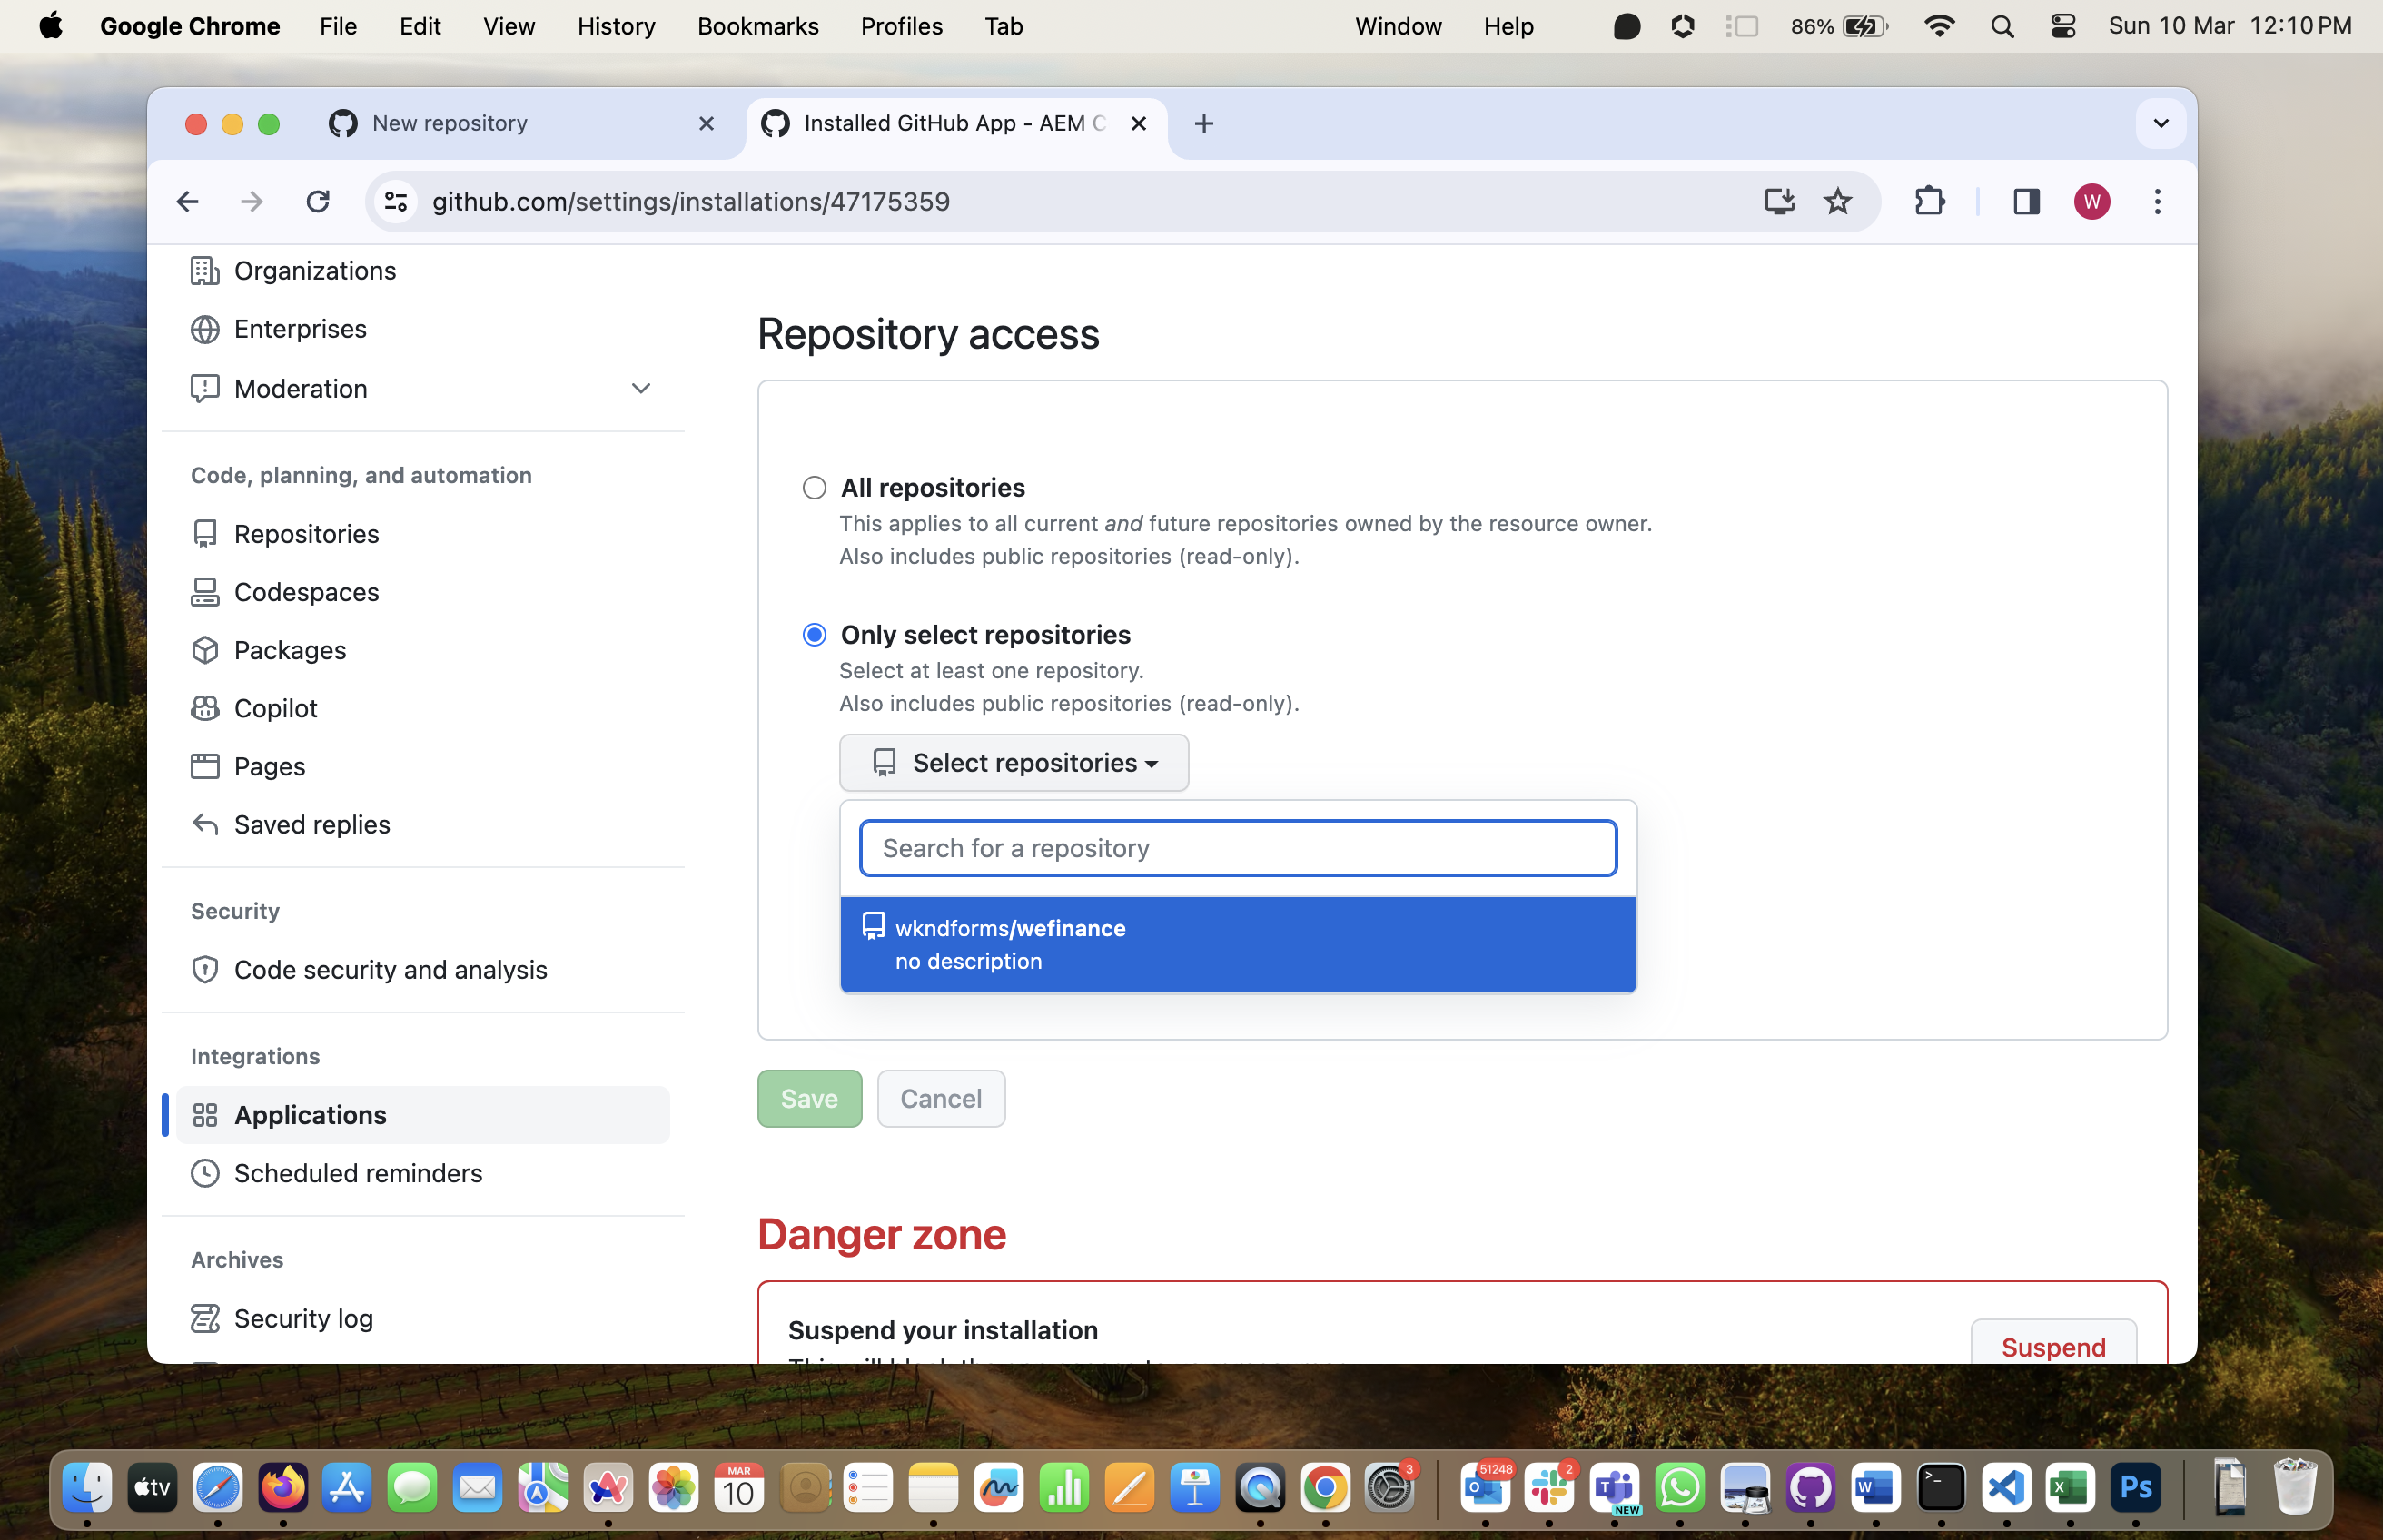 Google Chrome File Edit View History Bookmarks Profiles Tab Window Help 86% Sun 10 Mar 12:10 PM
New repository
Installed GitHub App - AEM C
github.com/settings/installations/47175359
W
Organizations
Enterprises
Moderation
Code, planning, and automation
Repositories
Codespaces
Packages
Copilot
Pages
Saved replies
Security
Code security and analysis
Integrations
Applications
Scheduled reminders
Archives
Security log
Repository access
All repositories
This applies to all current and future repositories owned by the resource owner.
Also includes public repositories (read-only).
Only select repositories
Select at least one repository.
Also includes public repositories (read-only).
Select repositories
Search for a repository
wkndforms/wefinance
no description
Save
Cancel
Danger zone
Suspend your installation
Suspend
tv
MAR
10
3
51248
2
NEW
W
X
Ps